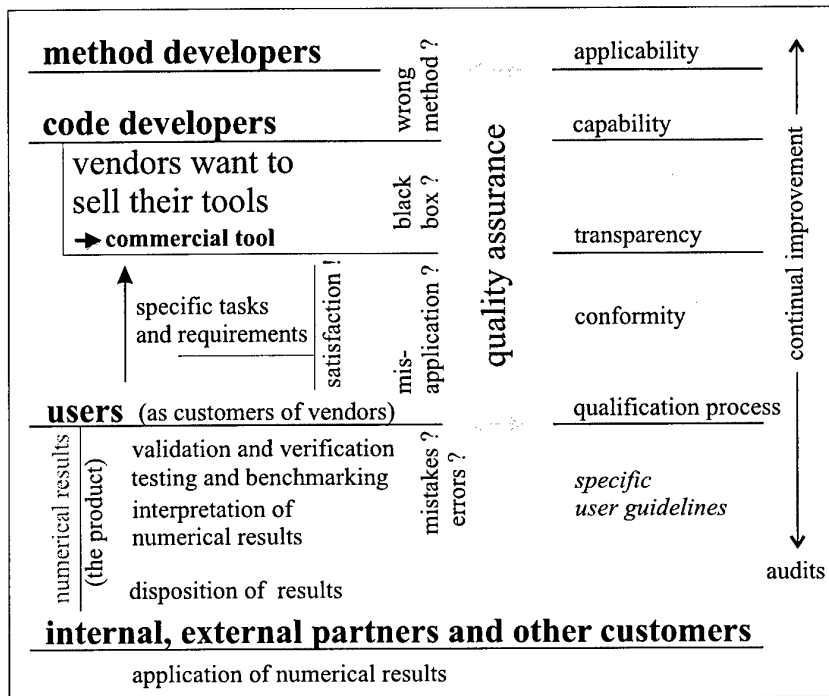 method developers
wrong
method ?
applicability
code developers
capability
vendors want to
sell their tools
➔ commercial tool
black
box ?
transparency
quality assurance
continual improvement
specific tasks
and requirements
satisfaction !
mis-
application ?
conformity
users (as customers of vendors)
qualification process
numerical results
(the product)
validation and verification
testing and benchmarking
interpretation of
numerical results
disposition of results
mistakes ?
errors ?
specific
user guidelines
audits
internal, external partners and other customers
application of numerical results